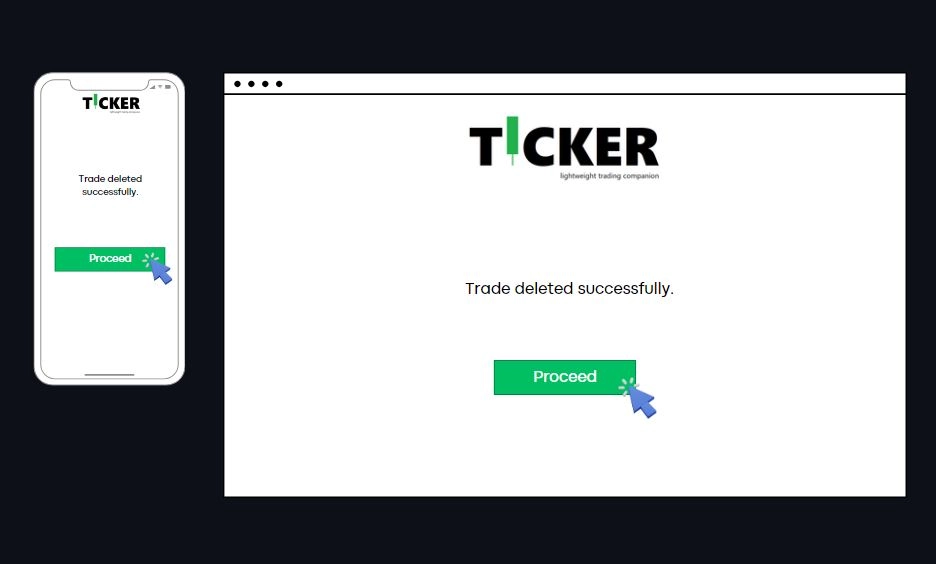 TICKER
lightweight trading companion
Trade deleted
successfully.
Proceed
TICKER
lightweight trading companion
Trade deleted successfully.
Proceed